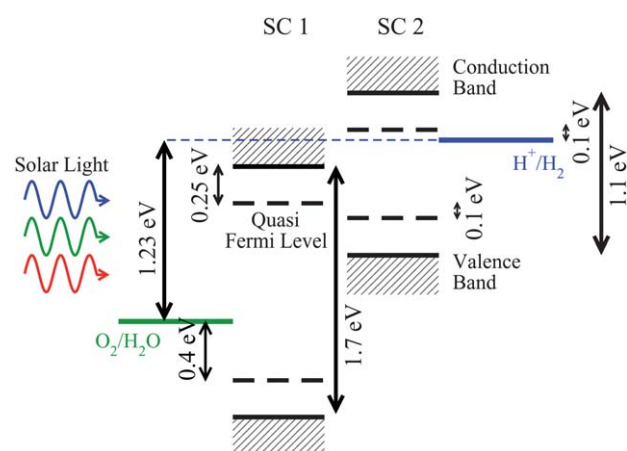 SC 1
SC 2
Conduction
Band
0.1 eV
H⁺/H₂
1.1 eV
Solar Light
0.25 eV
1.23 eV
Quasi
Fermi Level
0.1 eV
Valence
Band
O₂/H₂O
0.4 eV
1.7 eV